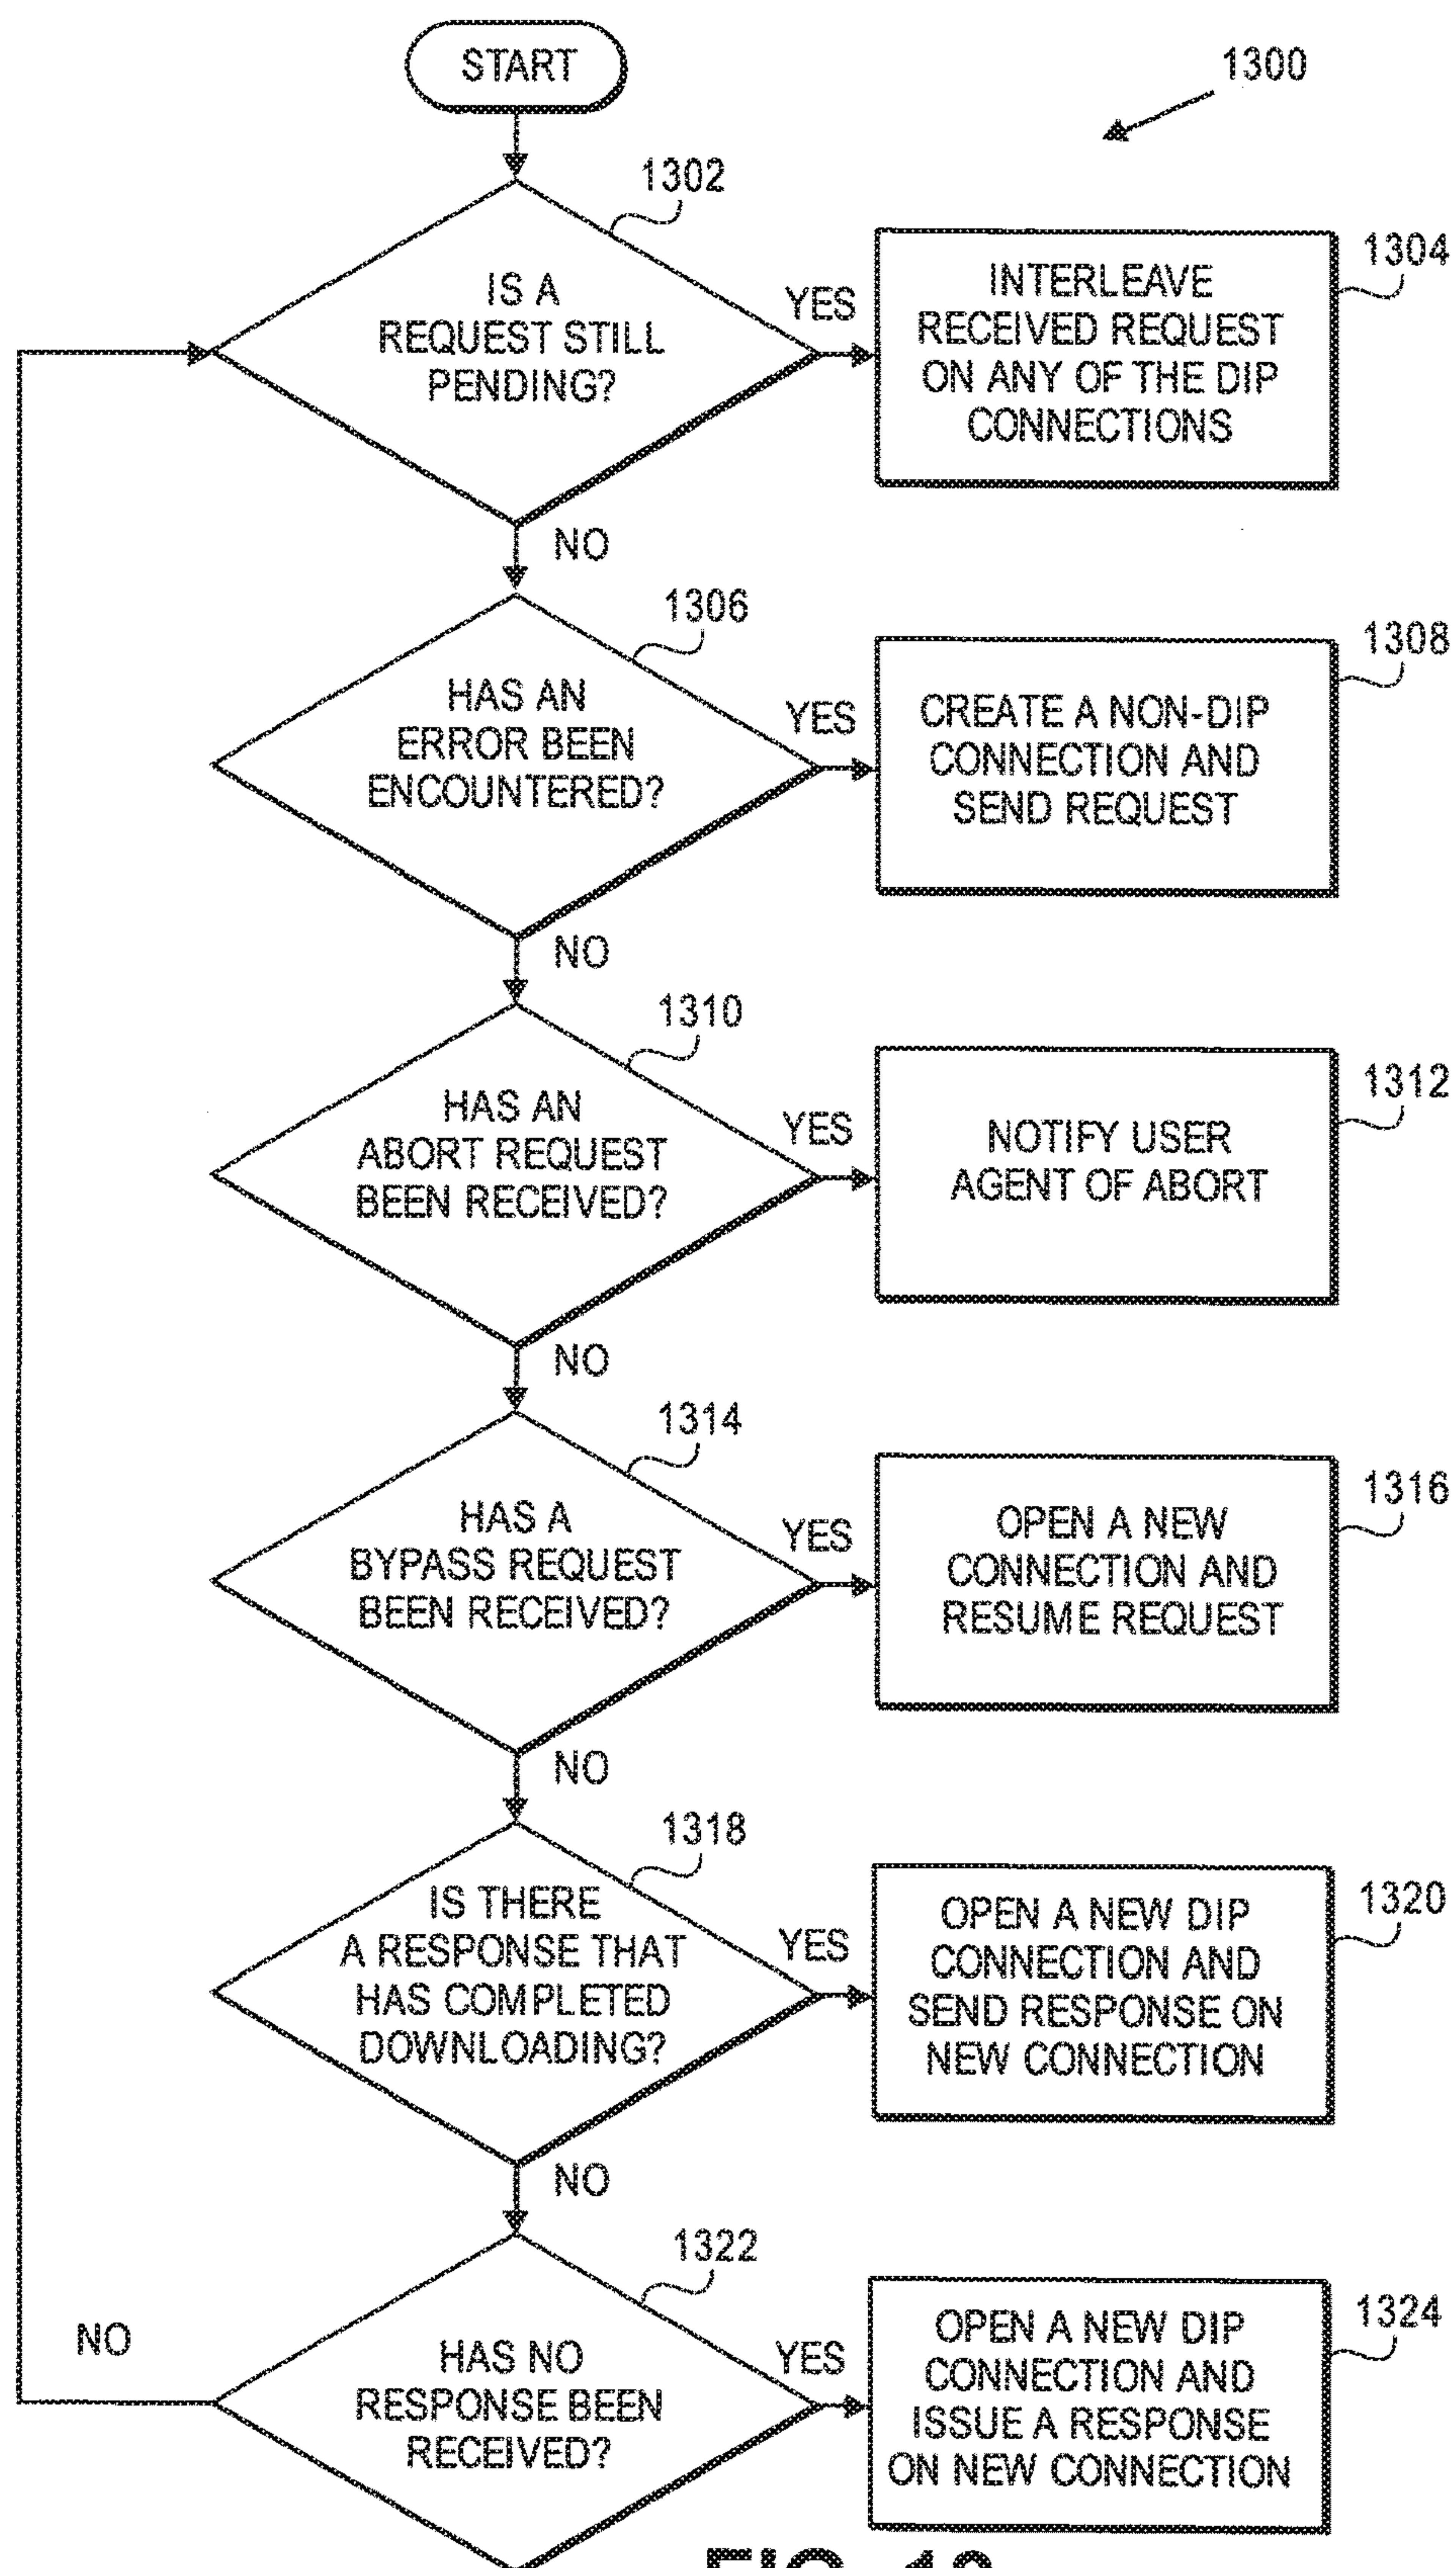 START
1300
1302
IS A
REQUEST STILL
PENDING?
YES
1304
INTERLEAVE
RECEIVED REQUEST
ON ANY OF THE DIP
CONNECTIONS
NO
1306
HAS AN
ERROR BEEN
ENCOUNTERED?
YES
1308
CREATE A NON-DIP
CONNECTION AND
SEND REQUEST
NO
1310
HAS AN
ABORT REQUEST
BEEN RECEIVED?
YES
1312
NOTIFY USER
AGENT OF ABORT
NO
1314
HAS A
BYPASS REQUEST
BEEN RECEIVED?
YES
1316
OPEN A NEW
CONNECTION AND
RESUME REQUEST
NO
1318
IS THERE
A RESPONSE THAT
HAS COMPLETED
DOWNLOADING?
YES
1320
OPEN A NEW DIP
CONNECTION AND
SEND RESPONSE ON
NEW CONNECTION
NO
1322
HAS NO
RESPONSE BEEN
RECEIVED?
NO
YES
1324
OPEN A NEW DIP
CONNECTION AND
ISSUE A RESPONSE
ON NEW CONNECTION